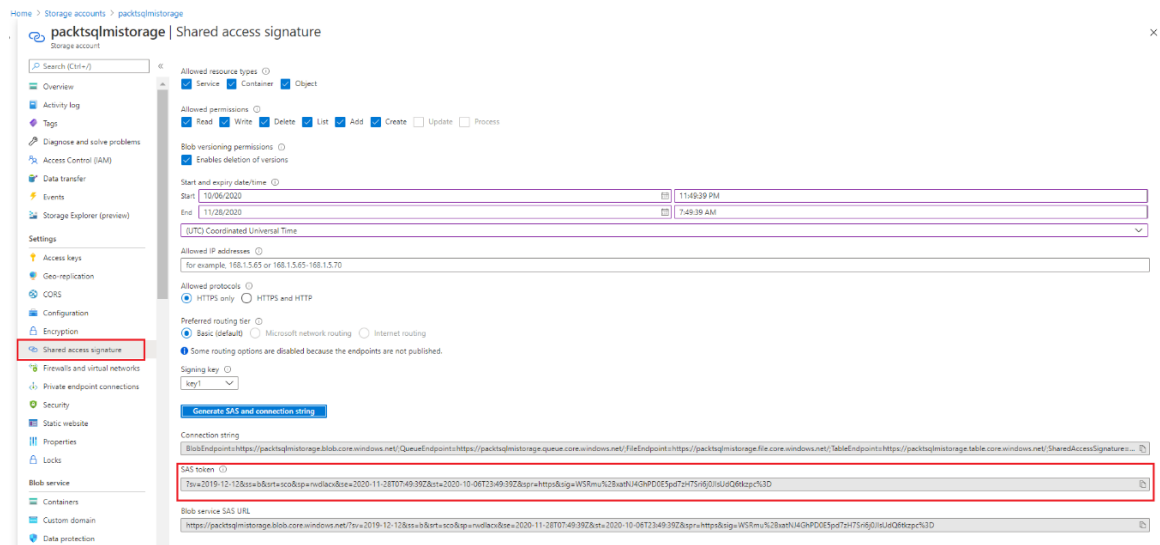 Home > Storage accounts > packtsqlmistorage
packtsqlmistorage | Shared access signature
Storage account
Search (Ctrl+/)
Overview
Activity log
Tags
Diagnose and solve problems
Access Control (IAM)
Data transfer
Events
Storage Explorer (preview)
Settings
Access keys
Geo-replication
CORS
Configuration
Encryption
Shared access signature
Firewalls and virtual networks
Private endpoint connections
Security
Static website
Properties
Locks
Blob service
Containers
Custom domain
Data protection
Allowed resource types
Service Container Object
Allowed permissions
Read Write Delete List Add Create Update Process
Blob versioning permissions
Enables deletion of versions
Start and expiry date/time
Start 10/06/2020 11:49:39 PM
End 11/28/2020 7:49:39 AM
(UTC) Coordinated Universal Time
Allowed IP addresses
for example, 168.1.5.65 or 168.1.5.65-168.1.5.70
Allowed protocols
HTTPS only HTTPS and HTTP
Preferred routing tier
Basic (default) Microsoft network routing Internet routing
Some routing options are disabled because the endpoints are not published.
Signing key
key1
Generate SAS and connection string
Connection string
BlobEndpoint=https://packtsqlmistorage.blob.core.windows.net/;QueueEndpoint=https://packtsqlmistorage.queue.core.windows.net/;FileEndpoint=https://packtsqlmistorage.file.core.windows.net/;TableEndpoint=https://packtsqlmistorage.table.core.windows.net/;SharedAccessSignature=...
SAS token
?sv=2019-12-12&ss=b&srt=sco&sp=rwdlacx&se=2020-11-28T07:49:39Z&st=2020-10-06T23:49:39Z&spr=https&sig=
Blob service SAS URL
https://packtsqlmistorage.blob.core.windows.net/?sv=2019-12-12&ss=b&srt=sco&sp=rwdlacx&se=2020-11-28T07:49:39Z&st=2020-10-06T23:49:39Z&spr=https&sig=